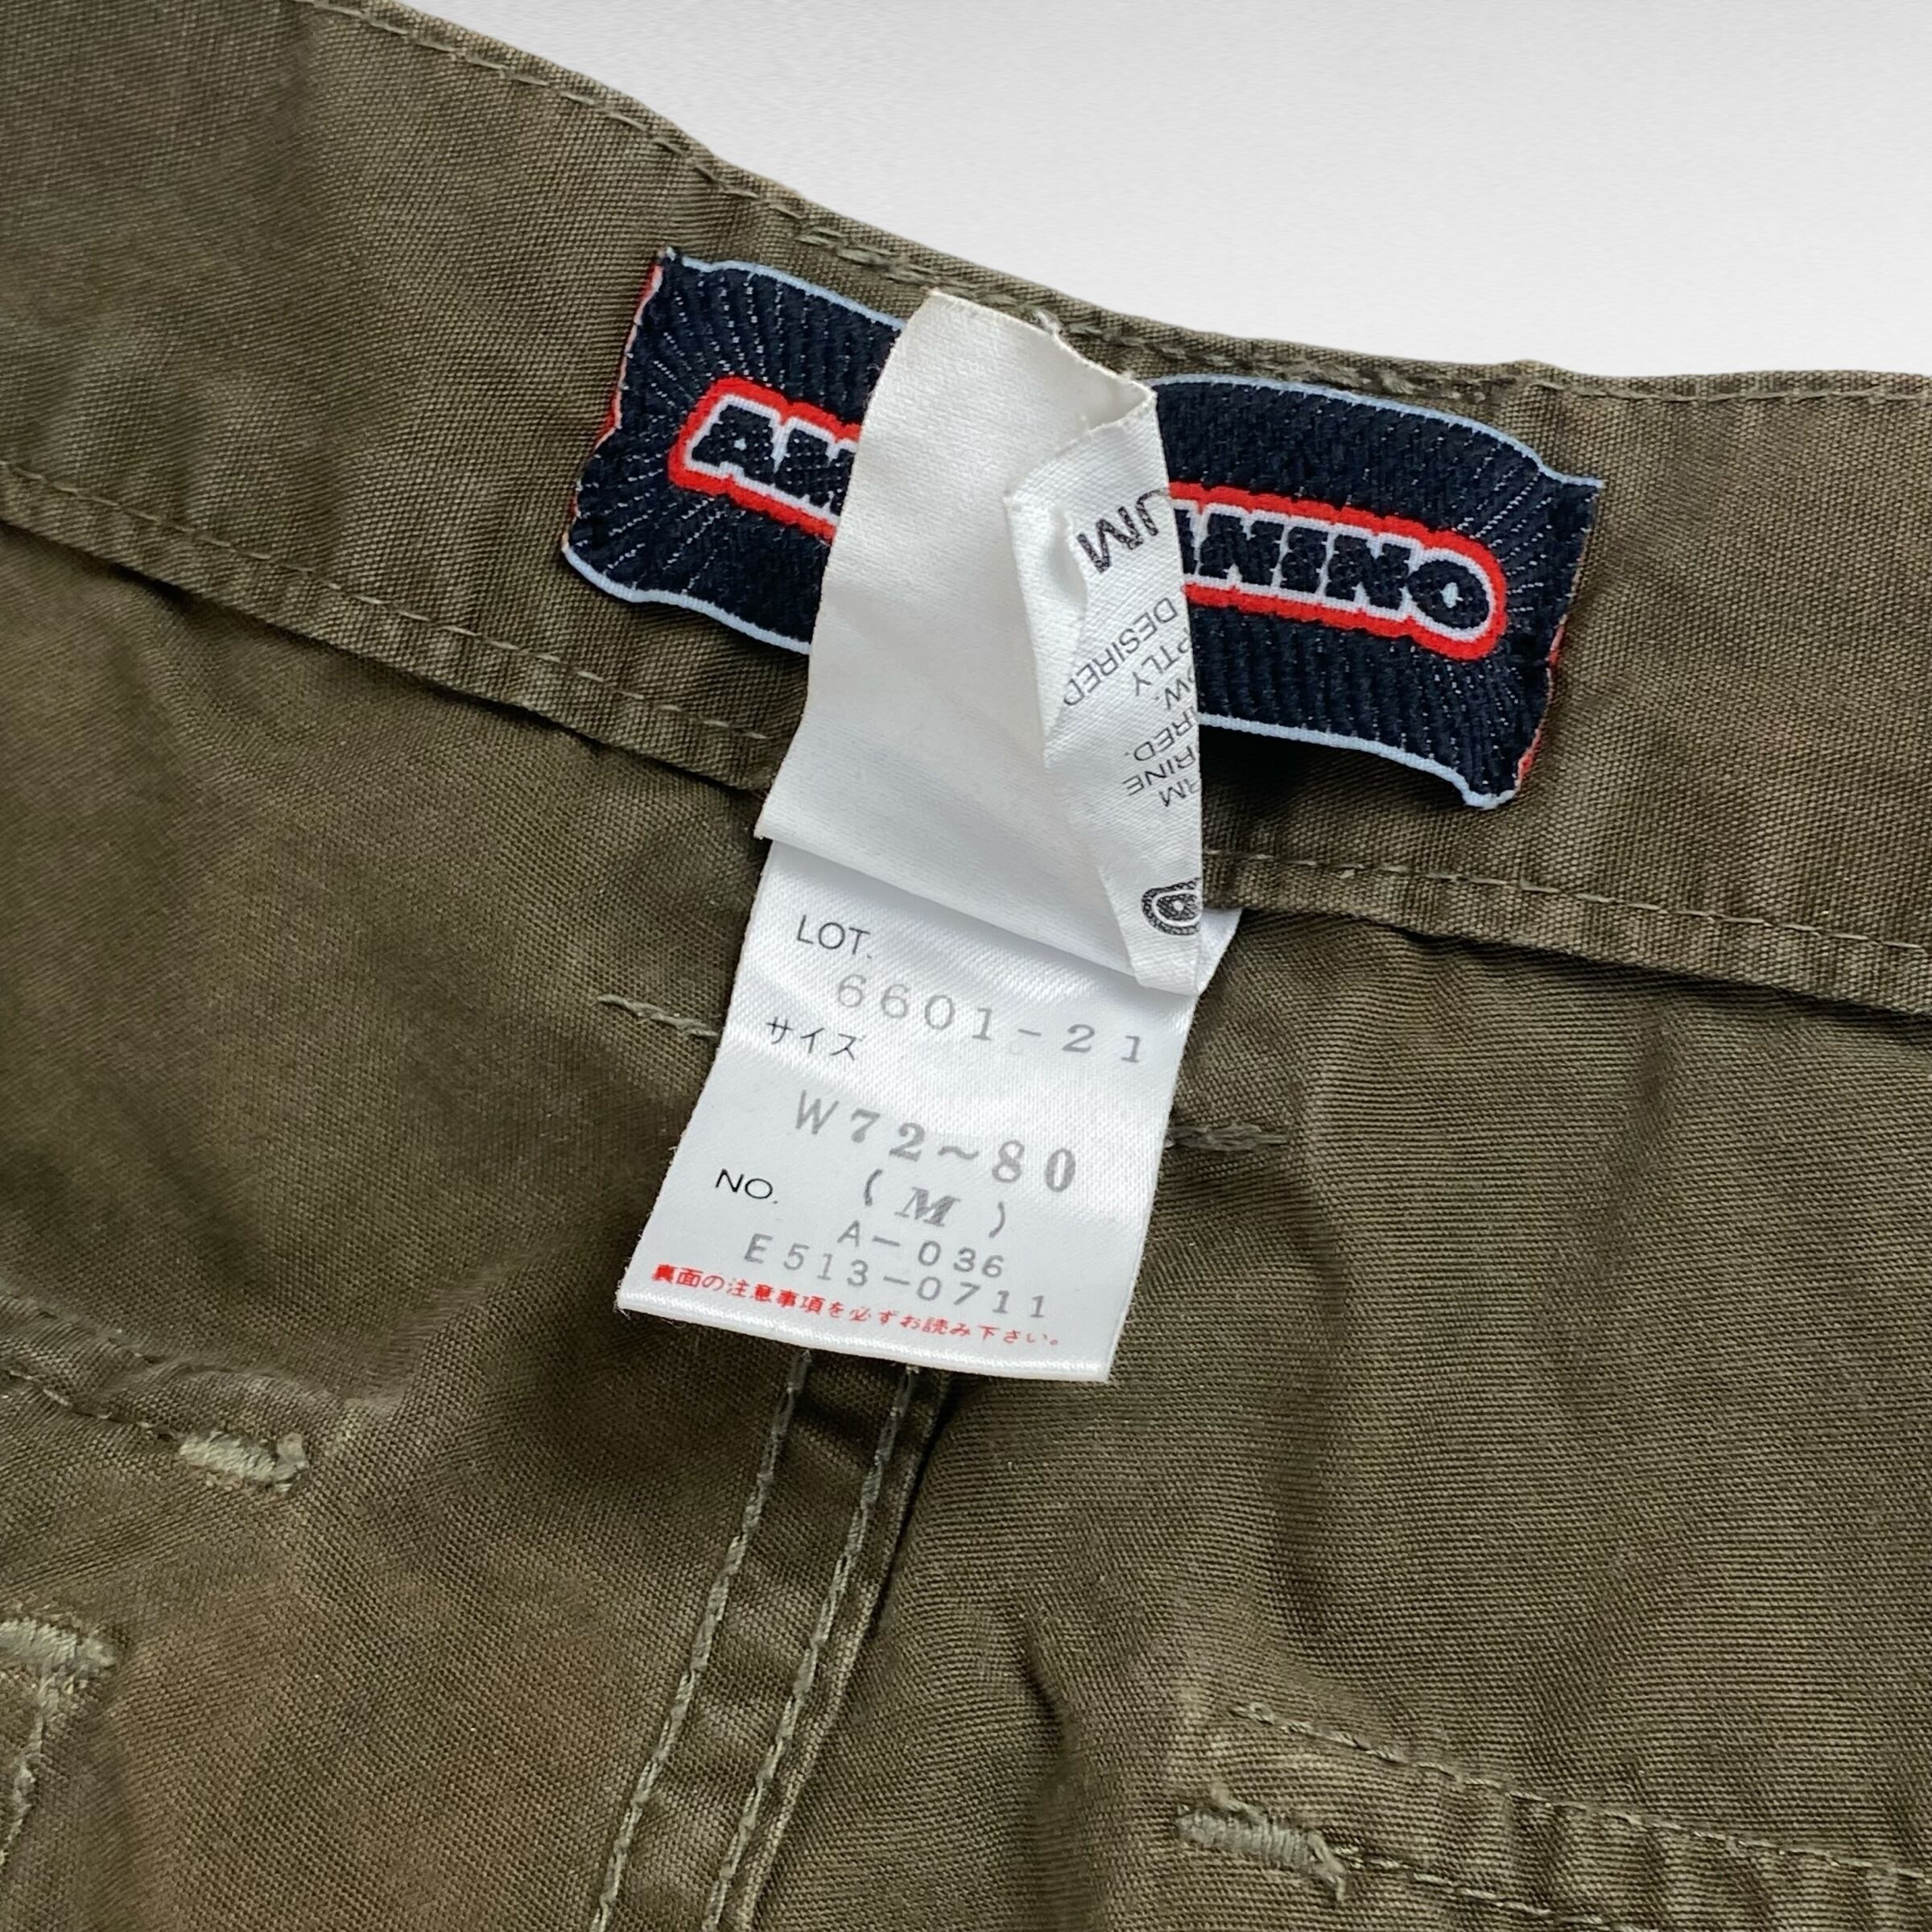 LOT.
6601-21
サイズ
W72~80
(M)
NO.
A-036
E513-0711
裏面の注意事項を必ずお読み下さい。
DESIRED